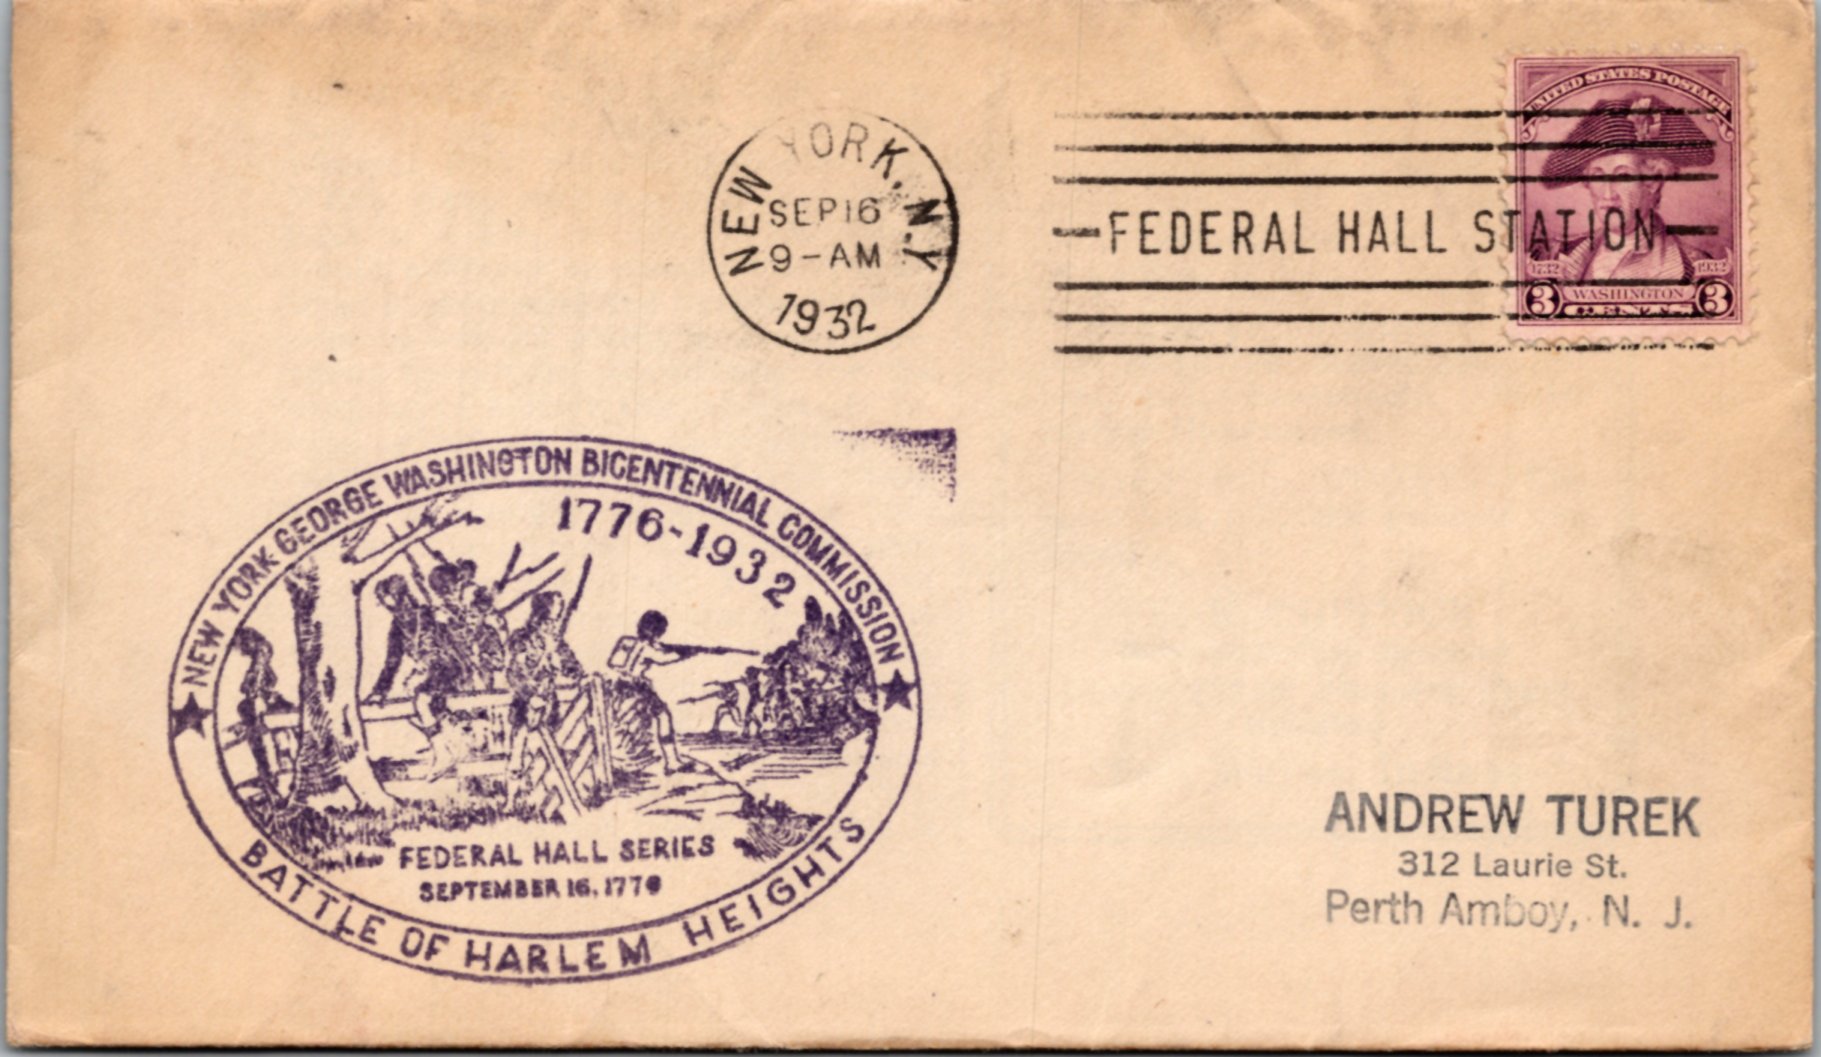 NEW YORK, N.Y.
SEP 16
9-AM
1932
FEDERAL HALL STATION
UNITED STATES POSTAGE
1732 1932
3 WASHINGTON 3
CENTS
NEW YORK GEORGE WASHINGTON BICENTENNIAL COMMISSION
1776-1932
FEDERAL HALL SERIES
SEPTEMBER 16, 1776
BATTLE OF HARLEM HEIGHTS
ANDREW TUREK
312 Laurie St.
Perth Amboy, N. J.